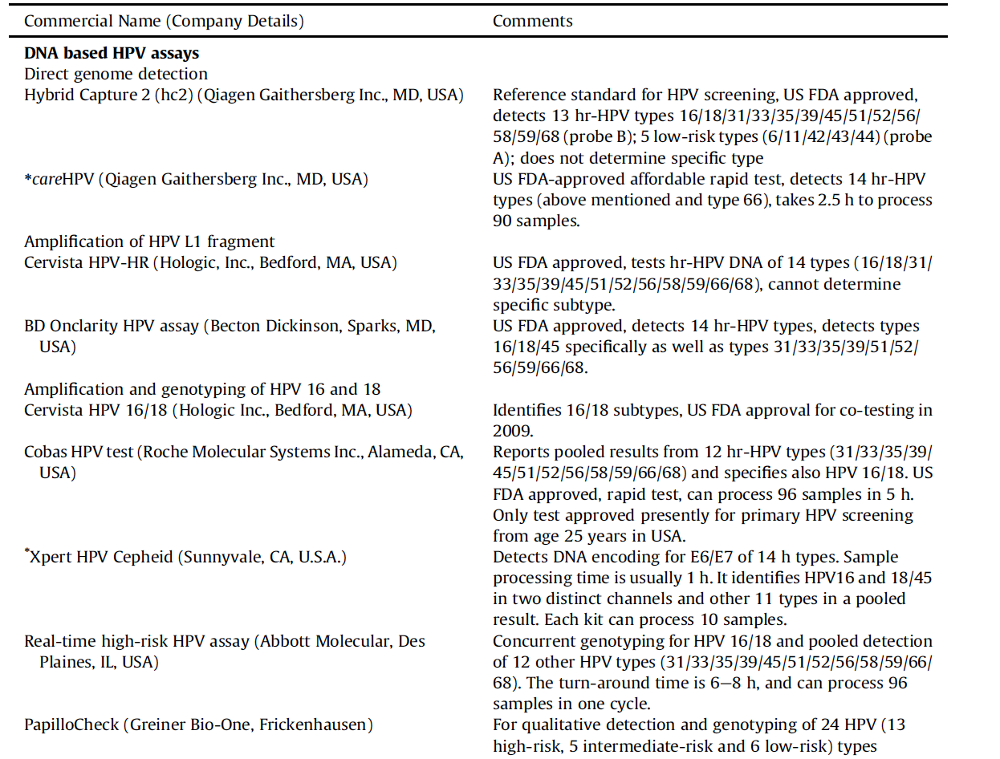 Commercial Name (Company Details) Comments
DNA based HPV assays
Direct genome detection
Hybrid Capture 2 (hc2) (Qiagen Gaithersberg Inc., MD, USA) Reference standard for HPV screening, US FDA approved,
detects 13 hr-HPV types 16/18/31/33/35/39/45/51/52/56/
58/59/68 (probe B); 5 low-risk types (6/11/42/43/44) (probe
A); does not determine specific type
*careHPV (Qiagen Gaithersberg Inc., MD, USA) US FDA-approved affordable rapid test, detects 14 hr-HPV
types (above mentioned and type 66), takes 2.5 h to process
90 samples.
Amplification of HPV L1 fragment
Cervista HPV-HR (Hologic, Inc., Bedford, MA, USA) US FDA approved, tests hr-HPV DNA of 14 types (16/18/31/
33/35/39/45/51/52/56/58/59/66/68), cannot determine
specific subtype.
BD Onclarity HPV assay (Becton Dickinson, Sparks, MD, US FDA approved, detects 14 hr-HPV types, detects types
USA) 16/18/45 specifically as well as types 31/33/35/39/51/52/
56/59/66/68.
Amplification and genotyping of HPV 16 and 18
Cervista HPV 16/18 (Hologic Inc., Bedford, MA, USA) Identifies 16/18 subtypes, US FDA approval for co-testing in
2009.
Cobas HPV test (Roche Molecular Systems Inc., Alameda, CA, Reports pooled results from 12 hr-HPV types (31/33/35/39/
USA) 45/51/52/56/58/59/66/68) and specifies also HPV 16/18. US
FDA approved, rapid test, can process 96 samples in 5 h.
Only test approved presently for primary HPV screening
from age 25 years in USA.
*Xpert HPV Cepheid (Sunnyvale, CA, U.S.A.) Detects DNA encoding for E6/E7 of 14 h types. Sample
processing time is usually 1 h. It identifies HPV16 and 18/45
in two distinct channels and other 11 types in a pooled
result. Each kit can process 10 samples.
Real-time high-risk HPV assay (Abbott Molecular, Des Concurrent genotyping for HPV 16/18 and pooled detection
Plaines, IL, USA) of 12 other HPV types (31/33/35/39/45/51/52/56/58/59/66/
68). The turn-around time is 6–8 h, and can process 96
samples in one cycle.
PapilloCheck (Greiner Bio-One, Frickenhausen) For qualitative detection and genotyping of 24 HPV (13
high-risk, 5 intermediate-risk and 6 low-risk) types